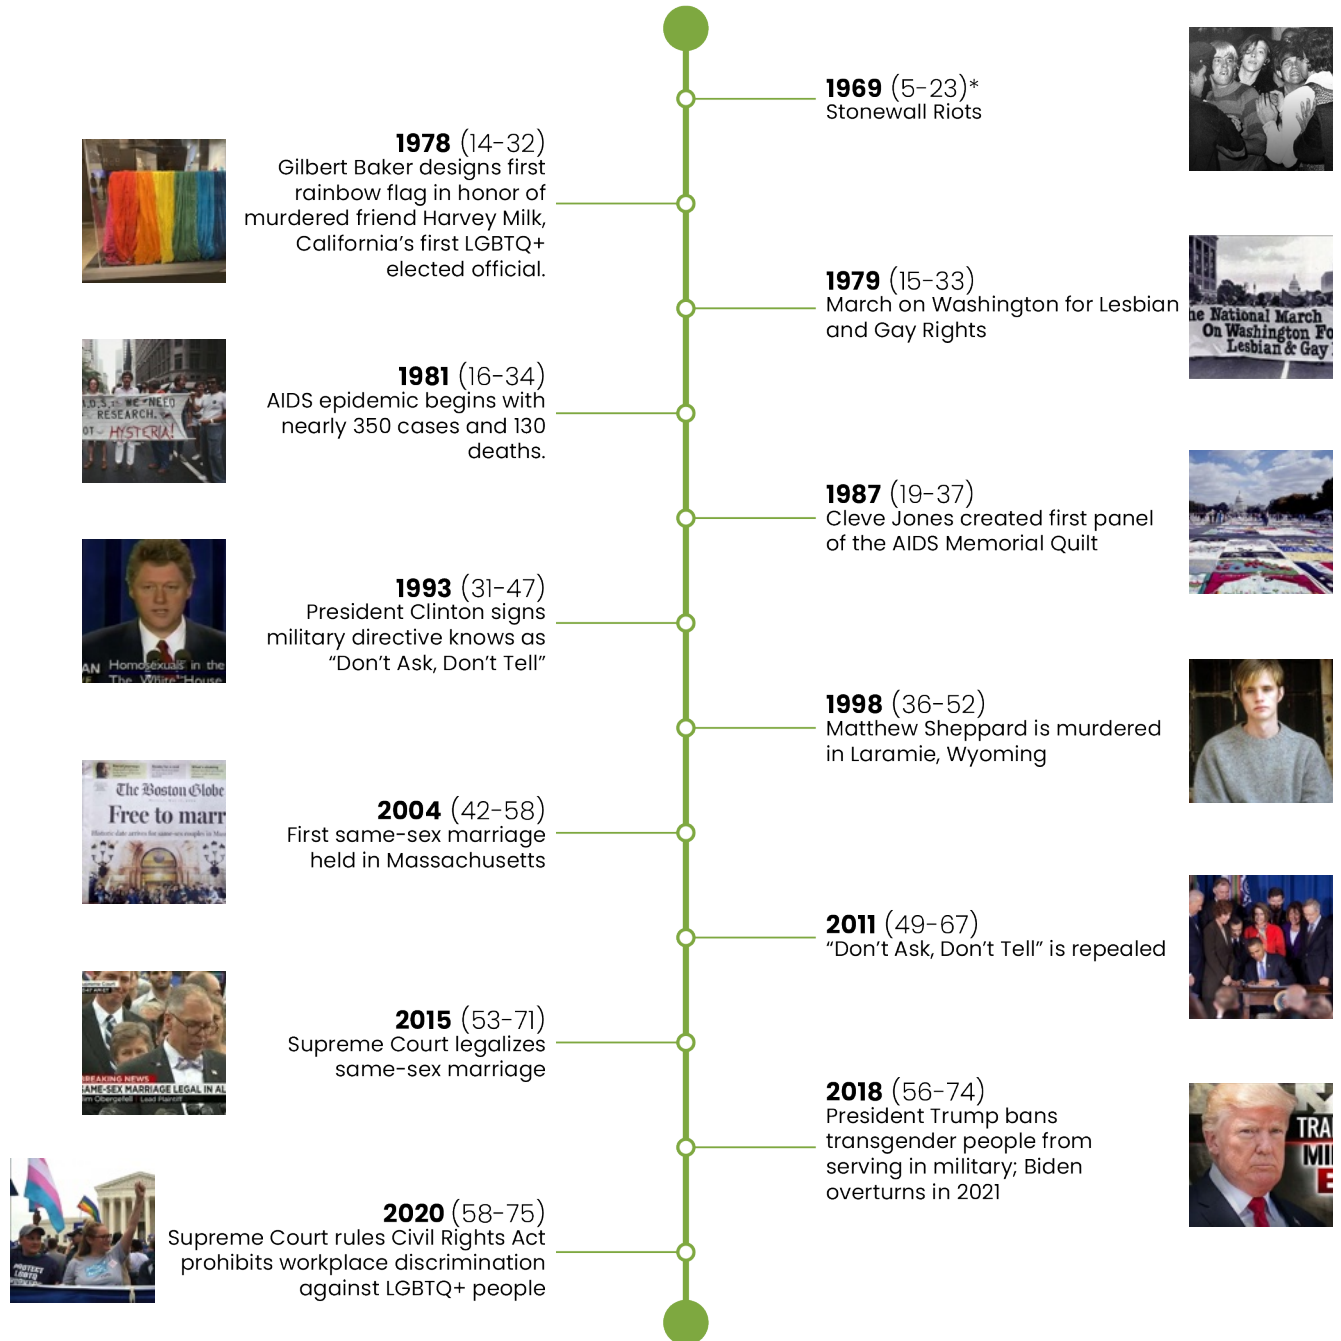 1969 (5-23)*
Stonewall Riots
1978 (14-32)
Gilbert Baker designs first
rainbow flag in honor of
murdered friend Harvey Milk,
California's first LGBTQ+
elected official.
1979 (15-33)
March on Washington for Lesbian
and Gay Rights
he National March
On Washington Fo
Lesbian & Gay
1981 (16-34)
AIDS epidemic begins with
nearly 350 cases and 130
deaths.
A.I.D.S.: WE NEED
RESEARCH.
OT HYSTERIA!
1987 (19-37)
Cleve Jones created first panel
of the AIDS Memorial Quilt
1993 (31-47)
President Clinton signs
military directive knows as
“Don’t Ask, Don’t Tell”
AN Homosexuals in the
The White House
1998 (36-52)
Matthew Sheppard is murdered
in Laramie, Wyoming
The Boston Globe
Free to marr
2004 (42-58)
First same-sex marriage
held in Massachusetts
2011 (49-67)
“Don’t Ask, Don’t Tell” is repealed
2015 (53-71)
Supreme Court legalizes
same-sex marriage
BREAKING NEWS
SAME-SEX MARRIAGE LEGAL IN AL
Jim Obergefell | Lead Plaintiff
2018 (56-74)
President Trump bans
transgender people from
serving in military; Biden
overturns in 2021
TRA
MI
2020 (58-75)
Supreme Court rules Civil Rights Act
prohibits workplace discrimination
against LGBTQ+ people
PROTECT
LGBTQ